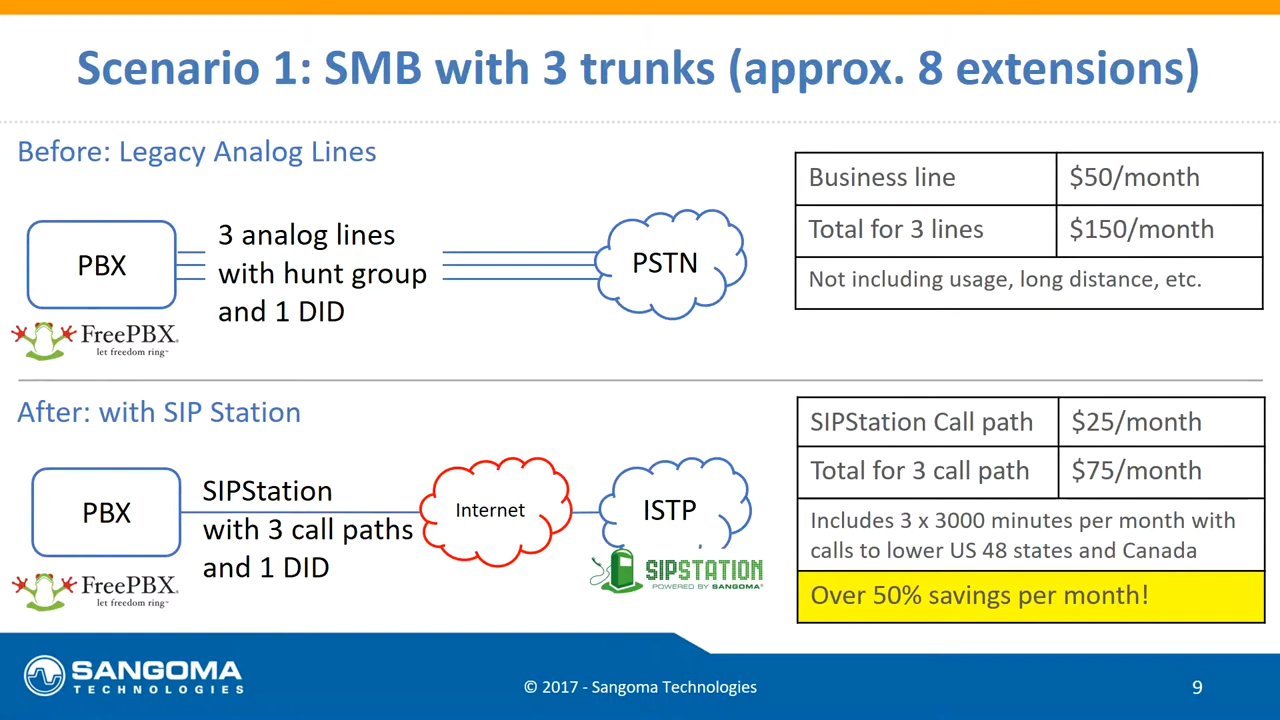 Scenario 1: SMB with 3 trunks (approx. 8 extensions)
Before: Legacy Analog Lines
PBX
3 analog lines
with hunt group
and 1 DID
PSTN
FreePBX®
let freedom ring™
Business line $50/month
Total for 3 lines $150/month
Not including usage, long distance, etc.
After: with SIP Station
PBX
SIPStation
with 3 call paths
and 1 DID
Internet
ISTP
FreePBX®
let freedom ring™
SIPSTATION
POWERED BY SANGOMA®
SIPStation Call path $25/month
Total for 3 call path $75/month
Includes 3 x 3000 minutes per month with
calls to lower US 48 states and Canada
Over 50% savings per month!
SANGOMA
TECHNOLOGIES
© 2017 - Sangoma Technologies
9